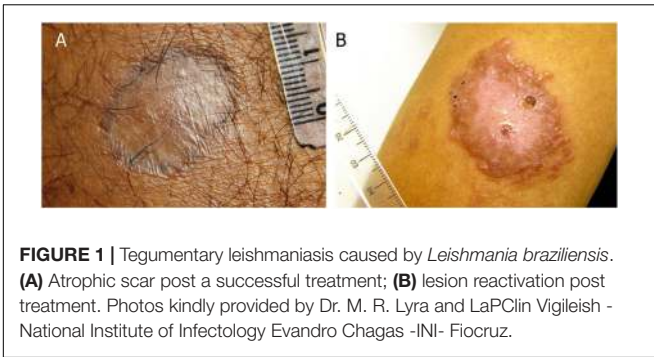 A
B
FIGURE 1 | Tegumentary leishmaniasis caused by Leishmania braziliensis.
(A) Atrophic scar post a successful treatment; (B) lesion reactivation post
treatment. Photos kindly provided by Dr. M. R. Lyra and LaPClin Vigileish -
National Institute of Infectology Evandro Chagas -INI- Fiocruz.